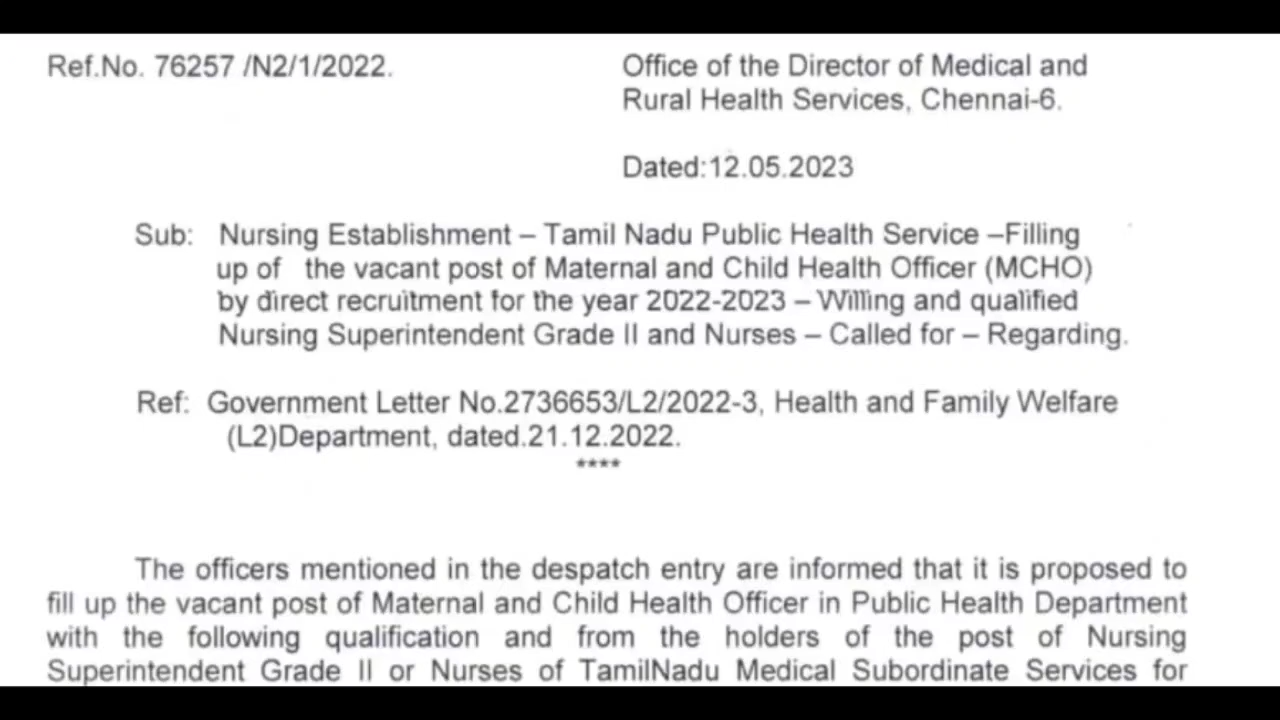 Ref.No. 76257 /N2/1/2022.
Office of the Director of Medical and
Rural Health Services, Chennai-6.
Dated:12.05.2023
Sub: Nursing Establishment – Tamil Nadu Public Health Service –Filling
up of the vacant post of Maternal and Child Health Officer (MCHO)
by direct recruitment for the year 2022-2023 – Willing and qualified
Nursing Superintendent Grade II and Nurses – Called for – Regarding.
Ref: Government Letter No.2736653/L2/2022-3, Health and Family Welfare
(L2)Department, dated.21.12.2022.
****
The officers mentioned in the despatch entry are informed that it is proposed to
fill up the vacant post of Maternal and Child Health Officer in Public Health Department
with the following qualification and from the holders of the post of Nursing
Superintendent Grade II or Nurses of TamilNadu Medical Subordinate Services for